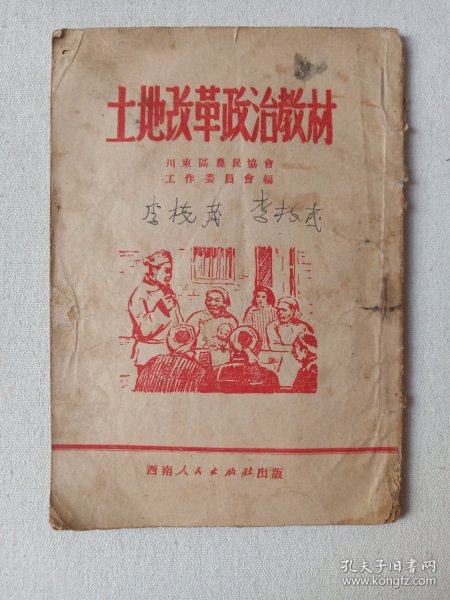 土地改革政治教材
川東區農民協會
工作委員會編
西南人民出版社出版
孔夫子旧书网
www.kongfz.com